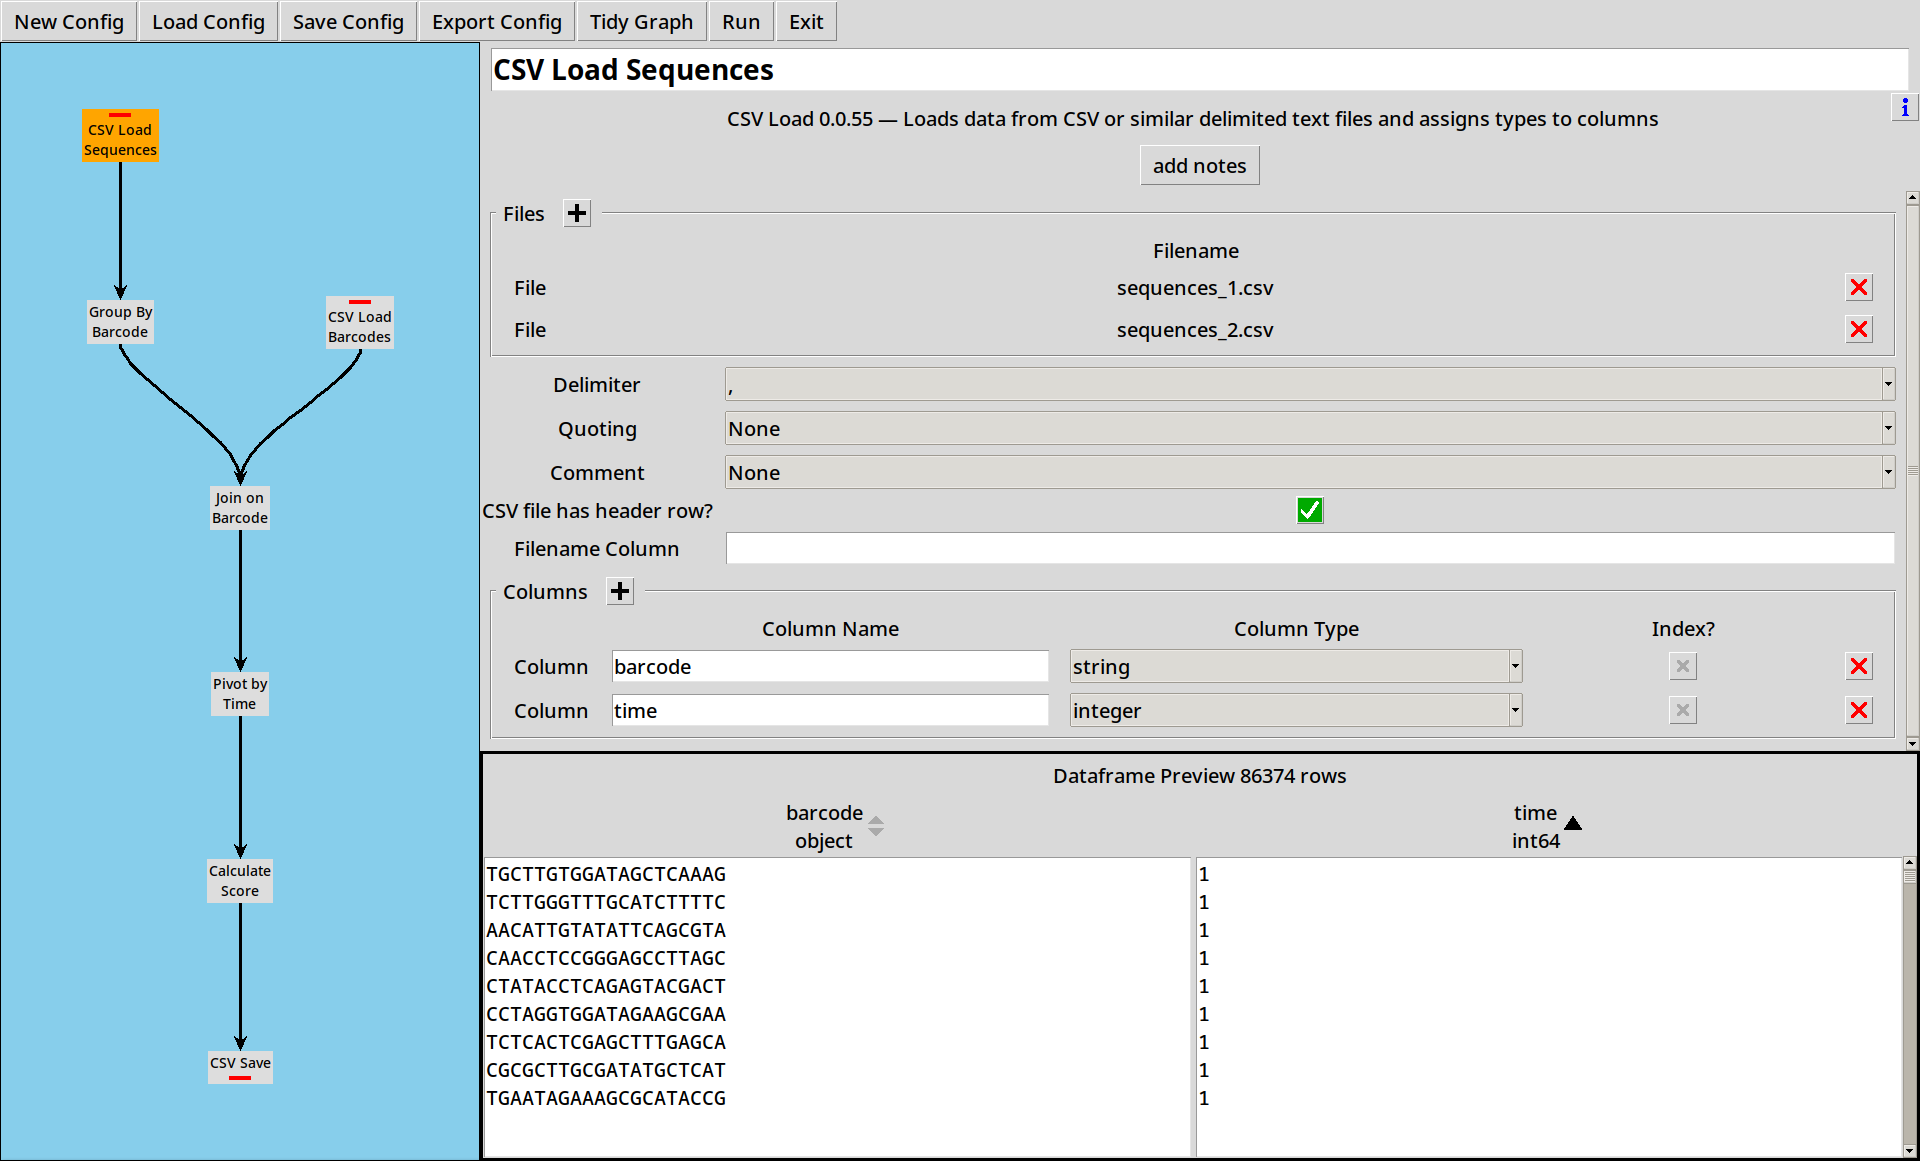 New Config Load Config Save Config Export Config Tidy Graph Run Exit
CSV Load
Sequences
Group By
Barcode
CSV Load
Barcodes
Join on
Barcode
Pivot by
Time
Calculate
Score
CSV Save
CSV Load Sequences
CSV Load 0.0.55 — Loads data from CSV or similar delimited text files and assigns types to columns
i
add notes
Files
Filename
File sequences_1.csv
File sequences_2.csv
Delimiter ,
Quoting None
Comment None
CSV file has header row?
Filename Column
Columns
Column Name Column Type Index?
Column barcode string
Column time integer
Dataframe Preview 86374 rows
barcode time
object int64
TGCTTGTGGATAGCTCAAAG 1
TCTTGGGTTTGCATCTTTTC 1
AACATTGTATATTCAGCGTA 1
CAACCTCCGGGAGCCTTAGC 1
CTATACCTCAGAGTACGACT 1
CCTAGGTGGATAGAAGCGAA 1
TCTCACTCGAGCTTTGAGCA 1
CGCGCTTGCGATATGCTCAT 1
TGAATAGAAAGCGCATACCG 1